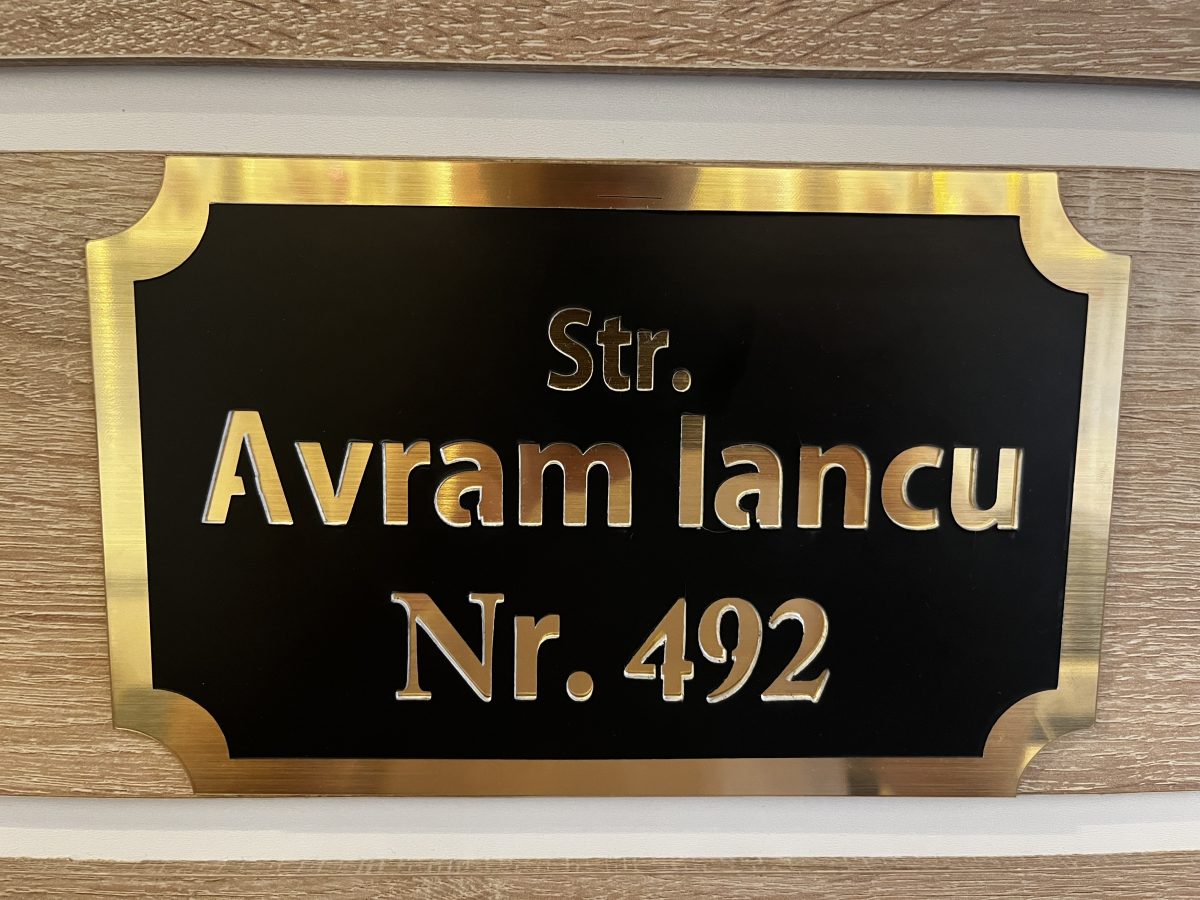 Str.
Avram Iancu
Nr. 492